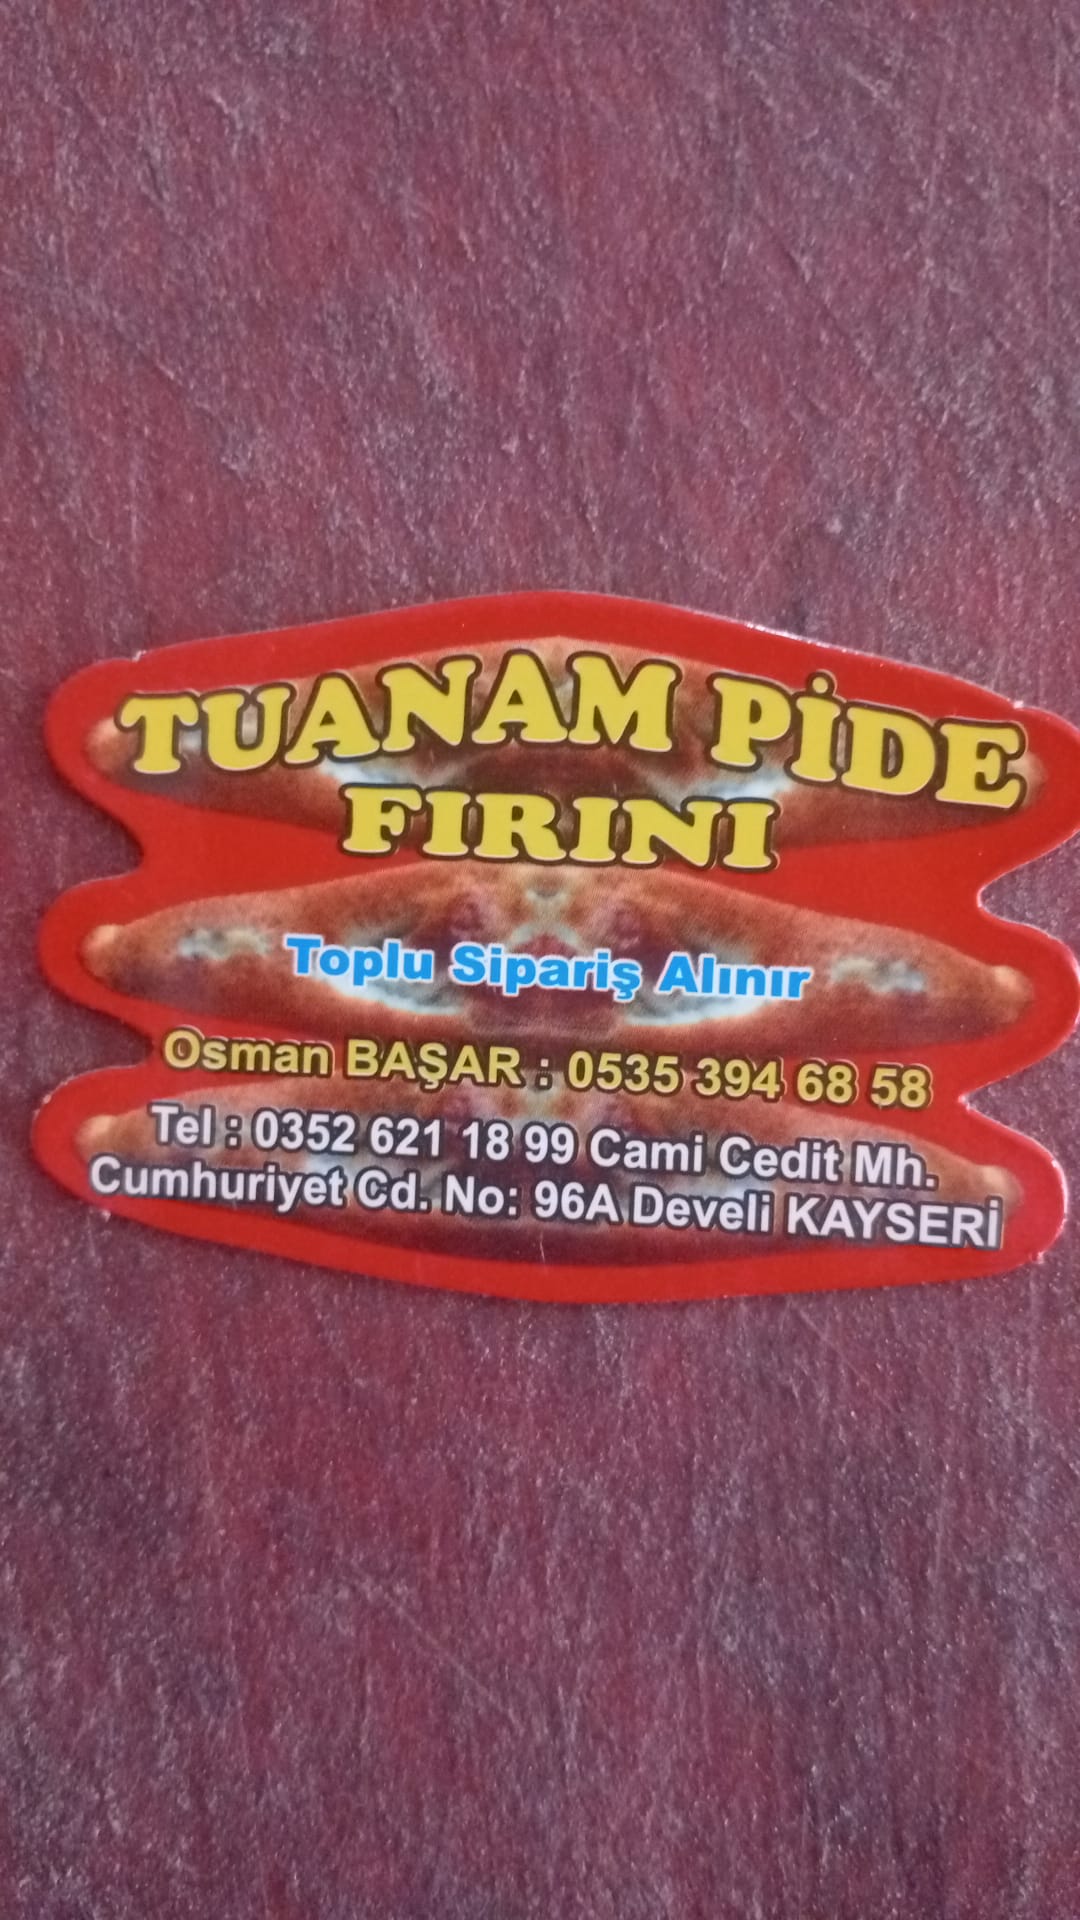 TUANAM PİDE
FIRINI
Toplu Sipariş Alınır
Osman BAŞAR : 0535 394 68 58
Tel : 0352 621 18 99 Cami Cedit Mh.
Cumhuriyet Cd. No: 96A Develi KAYSERİ